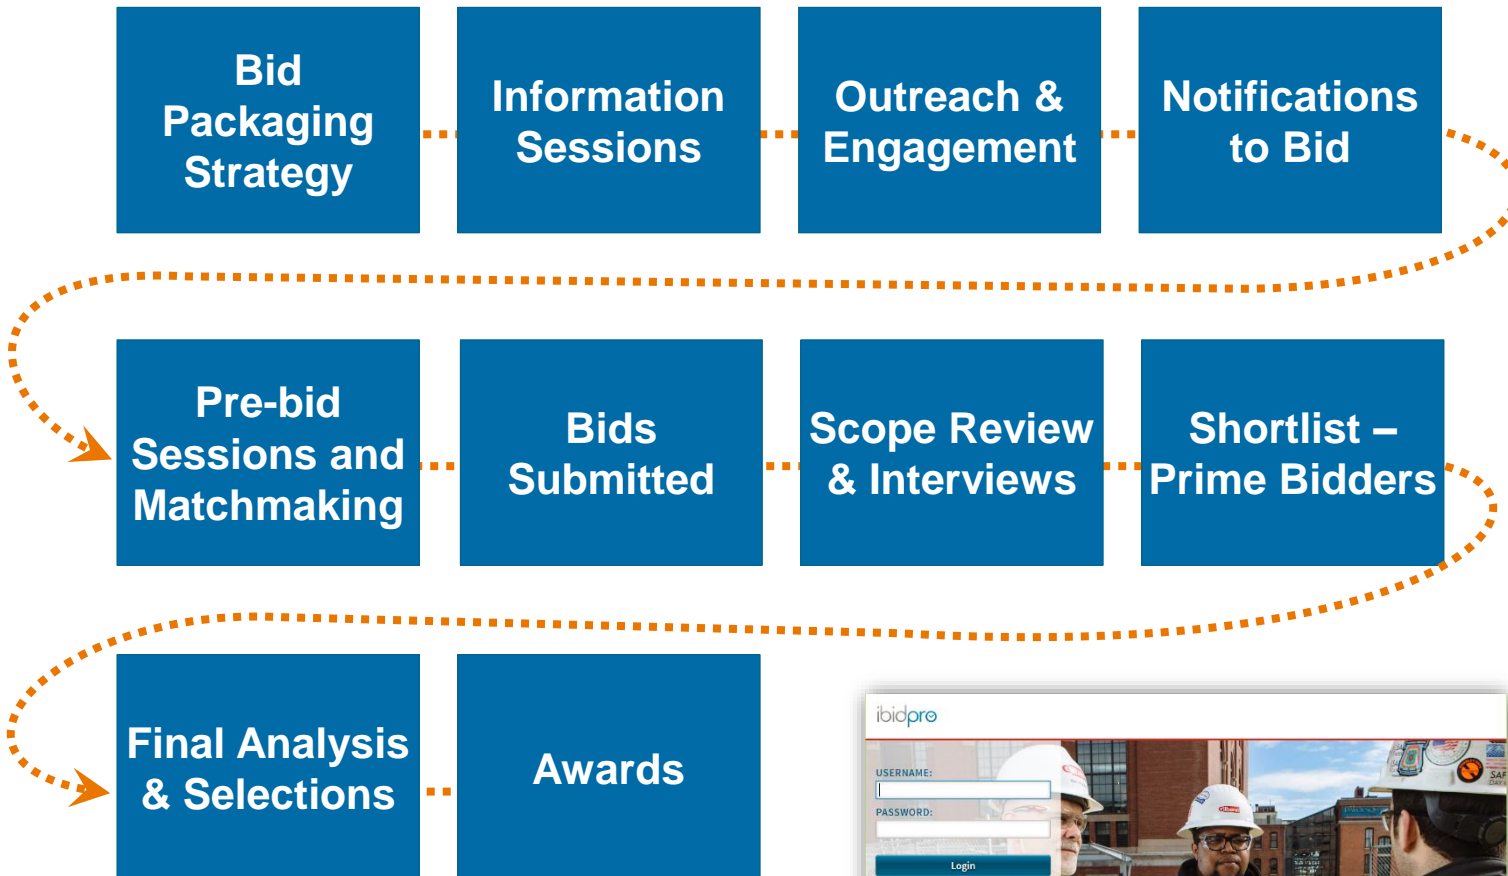 Bid
Packaging
Strategy
Information
Sessions
Outreach &
Engagement
Notifications
to Bid
Pre-bid
Sessions and
Matchmaking
Bids
Submitted
Scope Review
& Interviews
Shortlist –
Prime Bidders
Final Analysis
& Selections
Awards
ibidpro
USERNAME:
PASSWORD:
Login